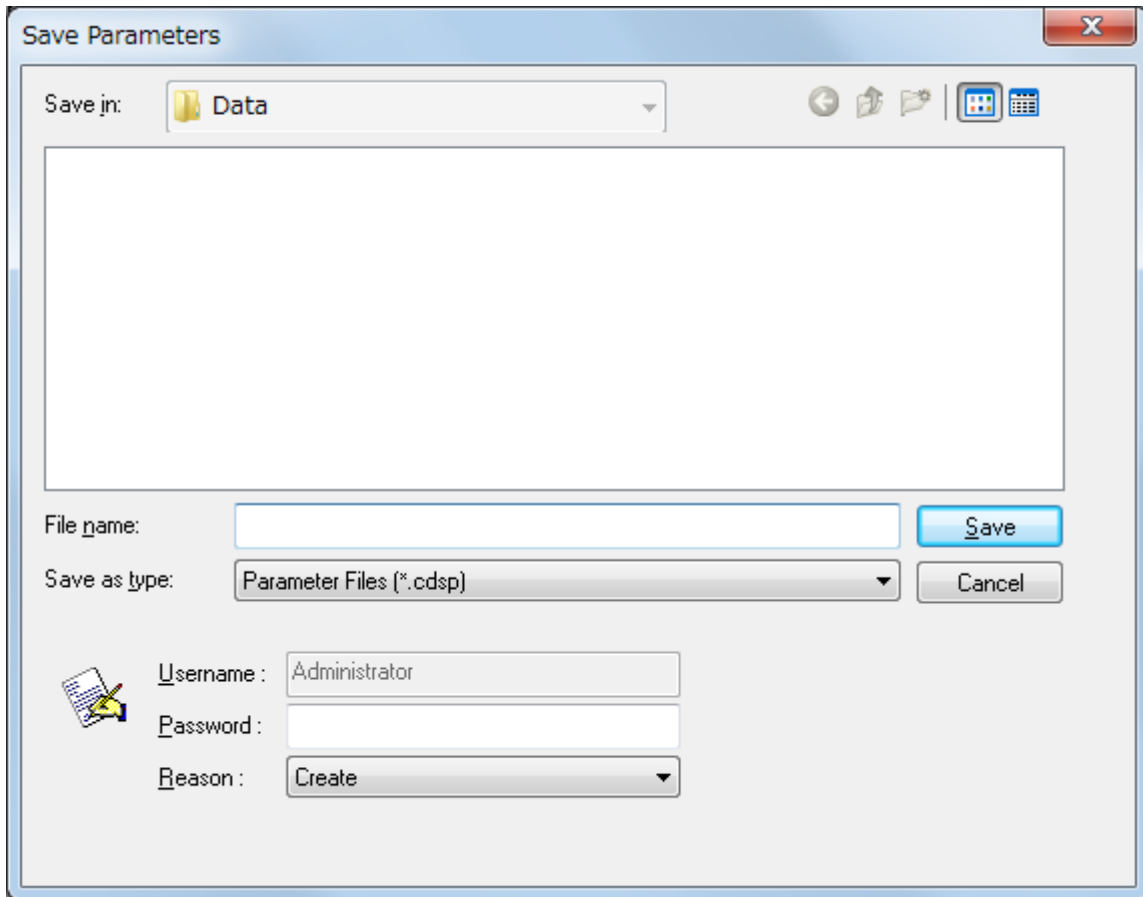 Save Parameters
Save in: Data
File name:
Save
Save as type: Parameter Files (*.cdsp)
Cancel
Username : Administrator
Password :
Reason : Create